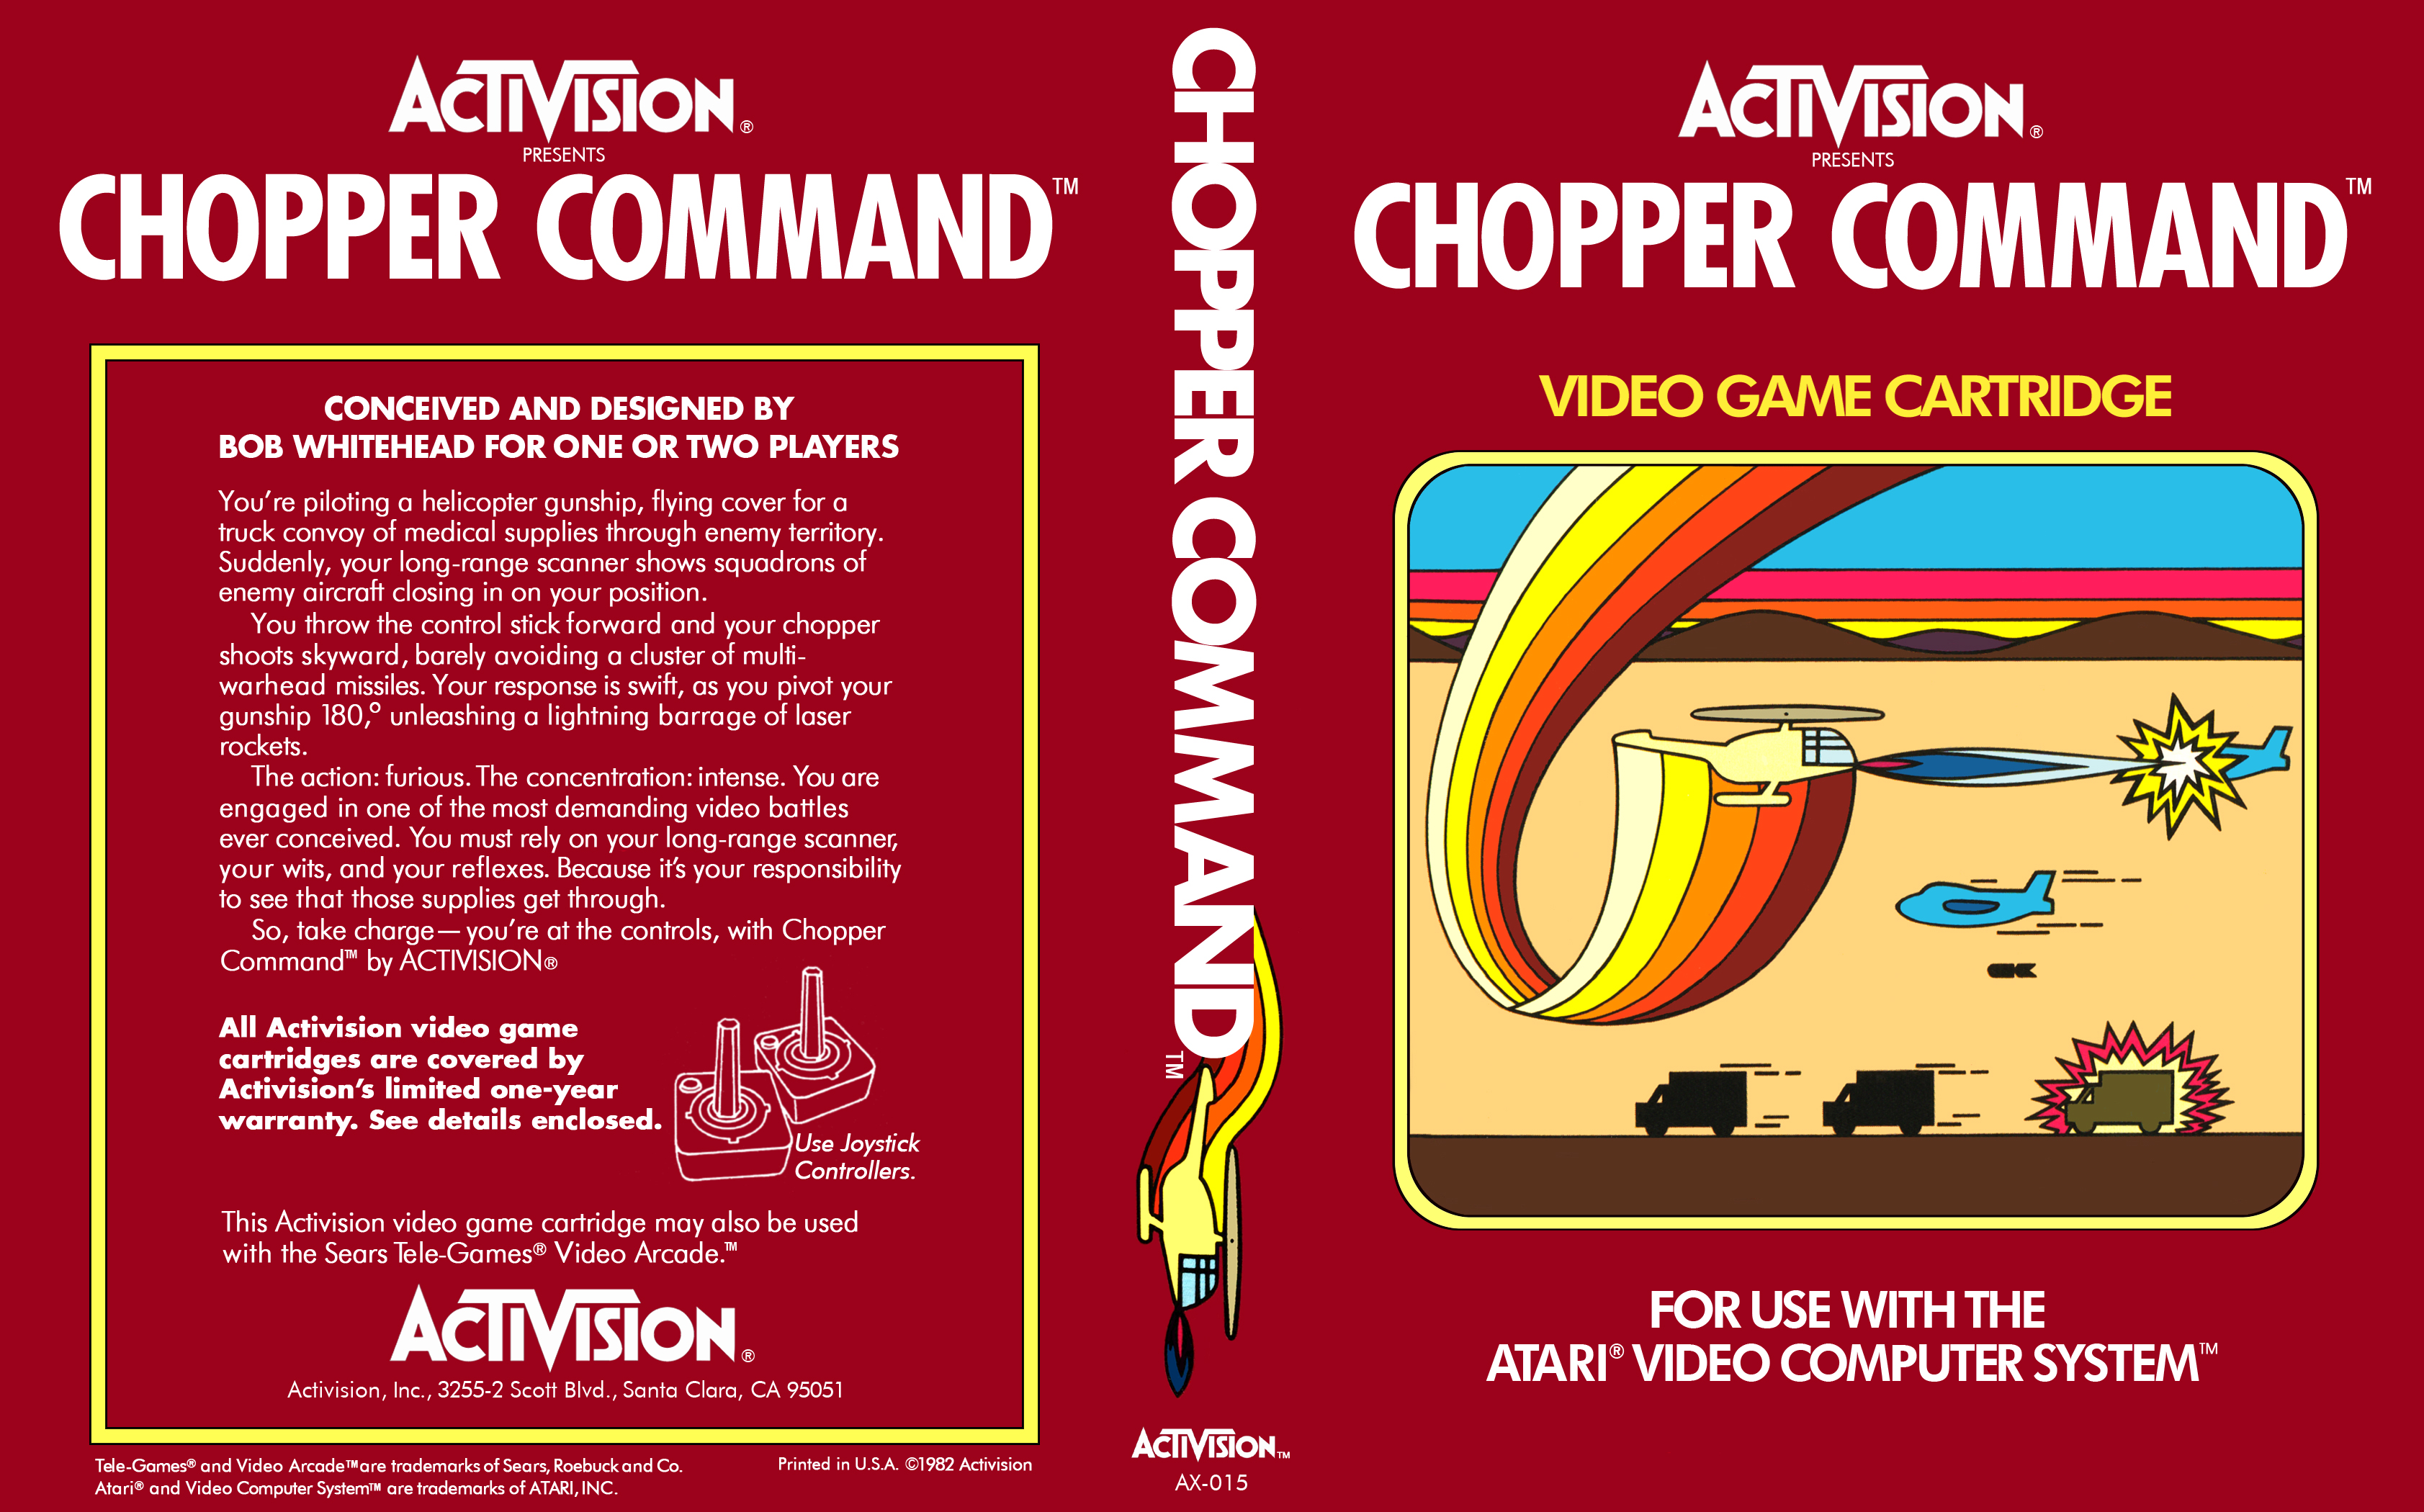 ACTIVISION®
PRESENTS
CHOPPER COMMAND™
CONCEIVED AND DESIGNED BY
BOB WHITEHEAD FOR ONE OR TWO PLAYERS
You're piloting a helicopter gunship, flying cover for a
truck convoy of medical supplies through enemy territory.
Suddenly, your long-range scanner shows squadrons of
enemy aircraft closing in on your position.
You throw the control stick forward and your chopper
shoots skyward, barely avoiding a cluster of multi-
warhead missiles. Your response is swift, as you pivot your
gunship 180,° unleashing a lightning barrage of laser
rockets.
The action: furious. The concentration: intense. You are
engaged in one of the most demanding video battles
ever conceived. You must rely on your long-range scanner,
your wits, and your reflexes. Because it's your responsibility
to see that those supplies get through.
So, take charge—you're at the controls, with Chopper
Command™ by ACTIVISION®
All Activision video game
cartridges are covered by
Activision's limited one-year
warranty. See details enclosed.
Use Joystick
Controllers.
This Activision video game cartridge may also be used
with the Sears Tele-Games® Video Arcade.™
ACTIVISION®
Activision, Inc., 3255-2 Scott Blvd., Santa Clara, CA 95051
Tele-Games® and Video Arcade™ are trademarks of Sears, Roebuck and Co.
Atari® and Video Computer System™ are trademarks of ATARI, INC.
Printed in U.S.A. ©1982 Activision
CHOPPER COMMAND™
ACTIVISION™
AX-015
ACTIVISION®
PRESENTS
CHOPPER COMMAND™
VIDEO GAME CARTRIDGE
FOR USE WITH THE
ATARI® VIDEO COMPUTER SYSTEM™